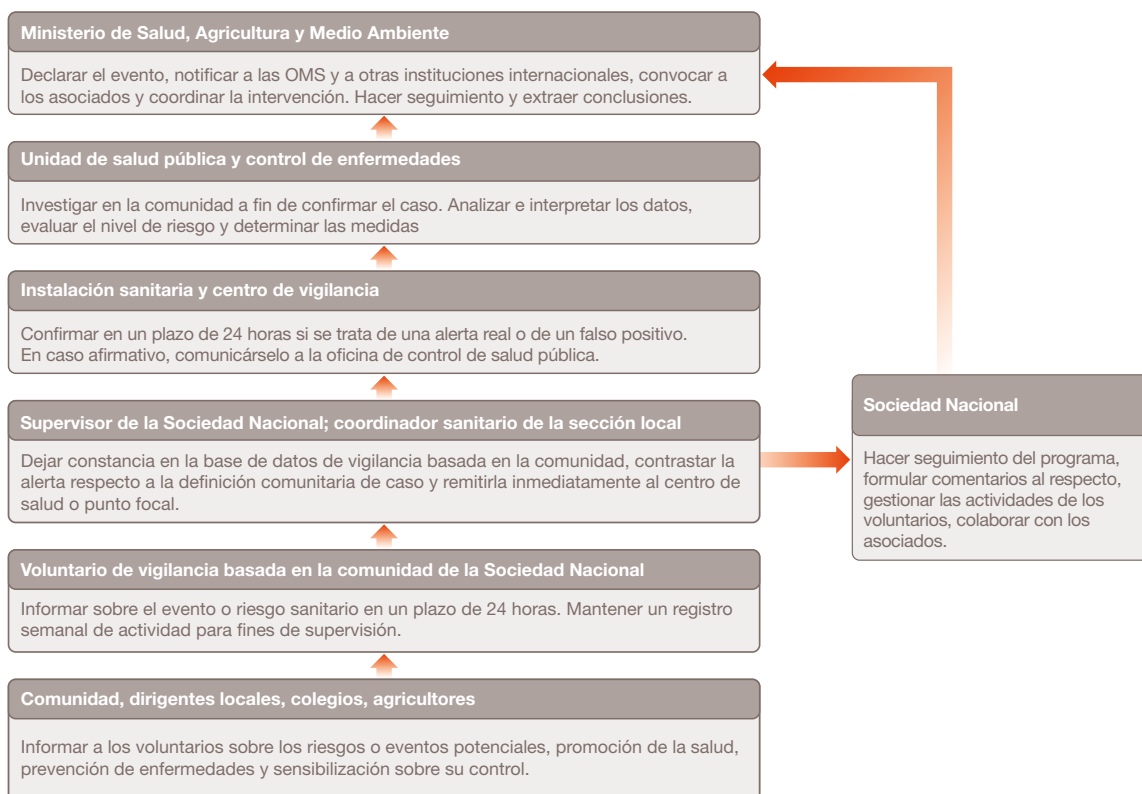 Ministerio de Salud, Agricultura y Medio Ambiente
Declarar el evento, notificar a las OMS y a otras instituciones internacionales, convocar a
los asociados y coordinar la intervención. Hacer seguimiento y extraer conclusiones.
Unidad de salud pública y control de enfermedades
Investigar en la comunidad a fin de confirmar el caso. Analizar e interpretar los datos,
evaluar el nivel de riesgo y determinar las medidas
Instalación sanitaria y centro de vigilancia
Confirmar en un plazo de 24 horas si se trata de una alerta real o de un falso positivo.
En caso afirmativo, comunicárselo a la oficina de control de salud pública.
Supervisor de la Sociedad Nacional; coordinador sanitario de la sección local
Dejar constancia en la base de datos de vigilancia basada en la comunidad, contrastar la
alerta respecto a la definición comunitaria de caso y remitirla inmediatamente al centro de
salud o punto focal.
Sociedad Nacional
Hacer seguimiento del programa,
formular comentarios al respecto,
gestionar las actividades de los
voluntarios, colaborar con los
asociados.
Voluntario de vigilancia basada en la comunidad de la Sociedad Nacional
Informar sobre el evento o riesgo sanitario en un plazo de 24 horas. Mantener un registro
semanal de actividad para fines de supervisión.
Comunidad, dirigentes locales, colegios, agricultores
Informar a los voluntarios sobre los riesgos o eventos potenciales, promoción de la salud,
prevención de enfermedades y sensibilización sobre su control.